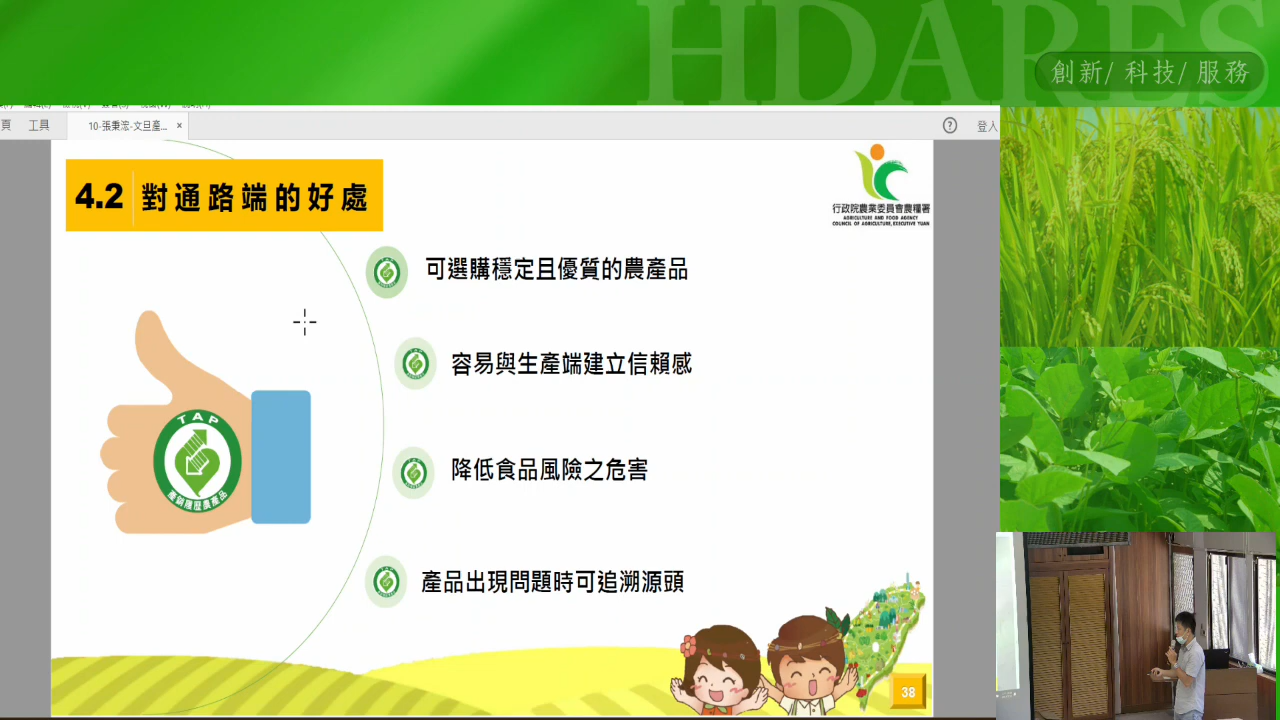 HDARES
創新/ 科技/ 服務
頁 工具 10-張秉浤-文旦產... × ? 登入
4.2 對通路端的好處
行政院農業委員會農糧署
AGRICULTURE AND FOOD AGENCY
COUNCIL OF AGRICULTURE, EXECUTIVE YUAN
可選購穩定且優質的農產品
容易與生產端建立信賴感
TAP
產銷履歷農產品
降低食品風險之危害
產品出現問題時可追溯源頭
38